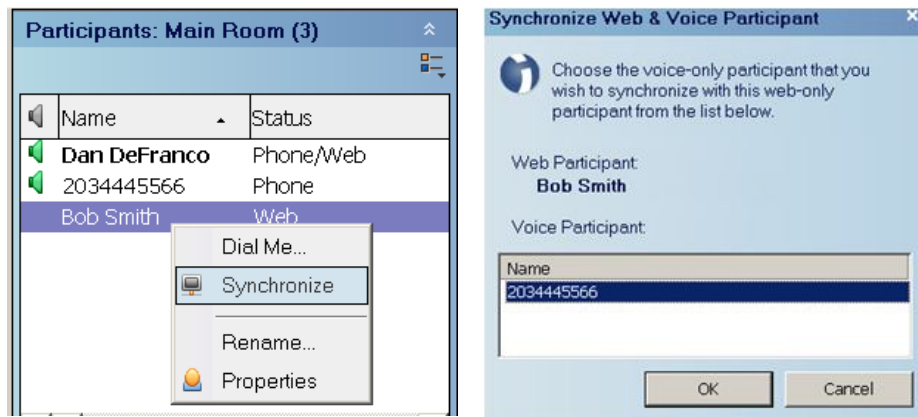 Participants: Main Room (3)
Name Status
Dan DeFranco Phone/Web
2034445566 Phone
Bob Smith Web
Dial Me...
Synchronize
Rename...
Properties
Synchronize Web & Voice Participant
Choose the voice-only participant that you
wish to synchronize with this web-only
participant from the list below.
Web Participant:
Bob Smith
Voice Participant:
Name
2034445566
OK Cancel